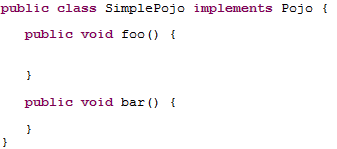 public class SimplePojo implements Pojo {
public void foo() {
}
public void bar() {
}
}